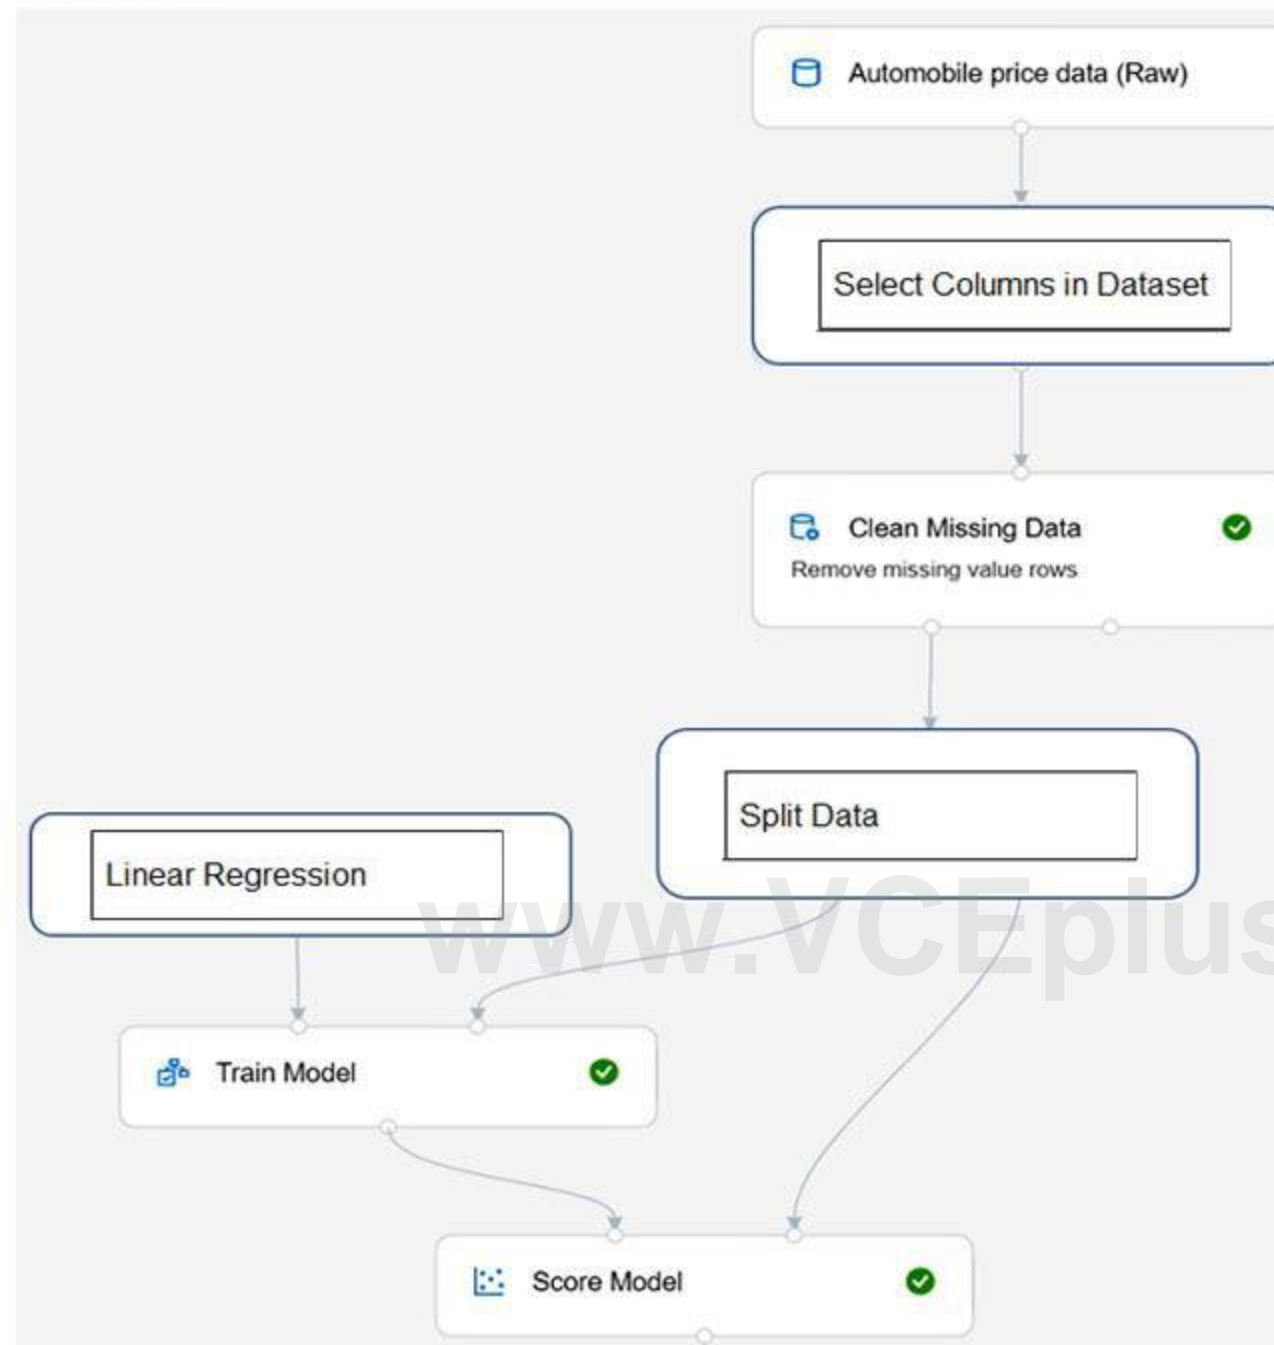 Automobile price data (Raw)
Select Columns in Dataset
Clean Missing Data
Remove missing value rows
Split Data
Linear Regression
www.VCEplus
Train Model
Score Model